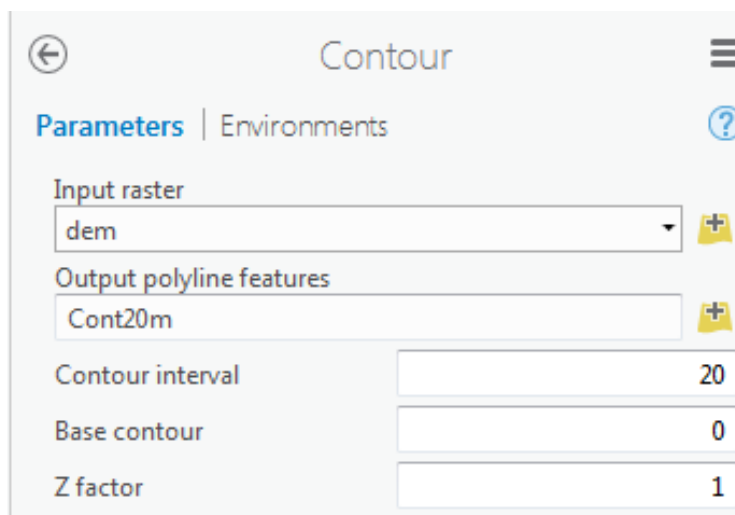 Contour
Parameters | Environments
?
Input raster
dem
Output polyline features
Cont20m
Contour interval 20
Base contour 0
Z factor 1